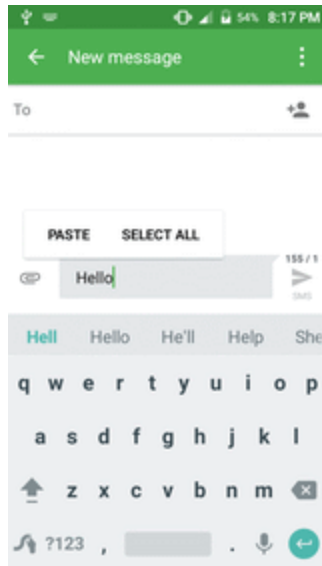 54% 8:17 PM
New message
To
PASTE SELECT ALL
155 / 1
Hello
SMS
Hell Hello He'll Help She
q w e r t y u i o p
a s d f g h j k l
z x c v b n m
?123 , .